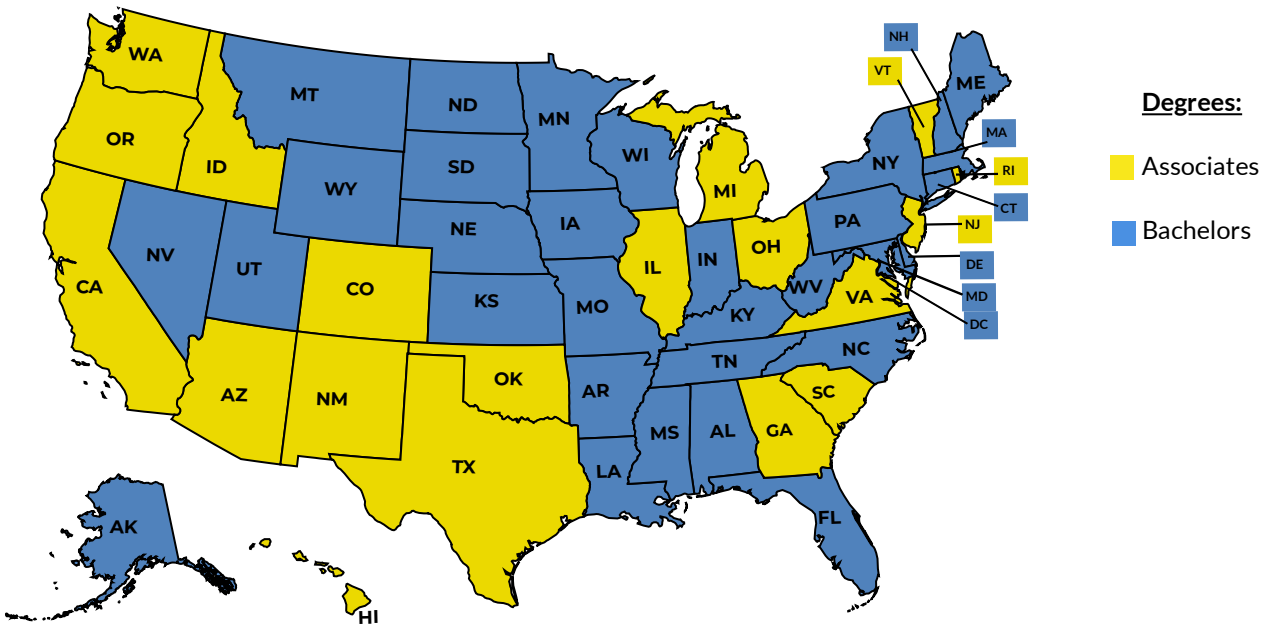 NH
WA
VT
ME
MT
ND
Degrees:
MN
MA
OR
WI
NY
Associates
ID
SD
RI
WY
MI
CT
PA
IA
NE
NJ
Bachelors
OH
NV
UT
IN
IL
DE
CA
CO
WV
VA
MD
KS
MO
KY
DC
NC
TN
OK
AR
SC
AZ
NM
MS
AL
GA
TX
LA
FL
AK
HI